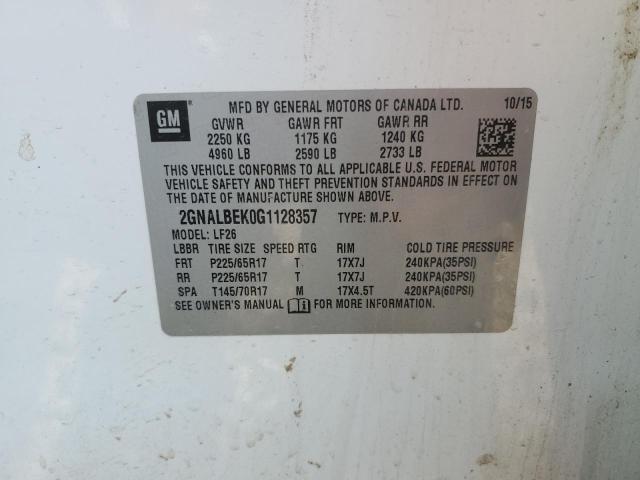 GM
MFD BY GENERAL MOTORS OF CANADA LTD. 10/15
GVWR GAWR FRT GAWR RR
2250 KG 1175 KG 1240 KG
4960 LB 2590 LB 2733 LB
THIS VEHICLE CONFORMS TO ALL APPLICABLE U.S. FEDERAL MOTOR
VEHICLE SAFETY AND THEFT PREVENTION STANDARDS IN EFFECT ON
THE DATE OF MANUFACTURE SHOWN ABOVE.
2GNALBEK0G1128357 TYPE: M.P.V.
MODEL: LF26
LBBR TIRE SIZE SPEED RTG RIM COLD TIRE PRESSURE
FRT P225/65R17 T 17X7J 240KPA(35PSI)
RR P225/65R17 T 17X7J 240KPA(35PSI)
SPA T145/70R17 M 17X4.5T 420KPA(60PSI)
SEE OWNER'S MANUAL FOR MORE INFORMATION.